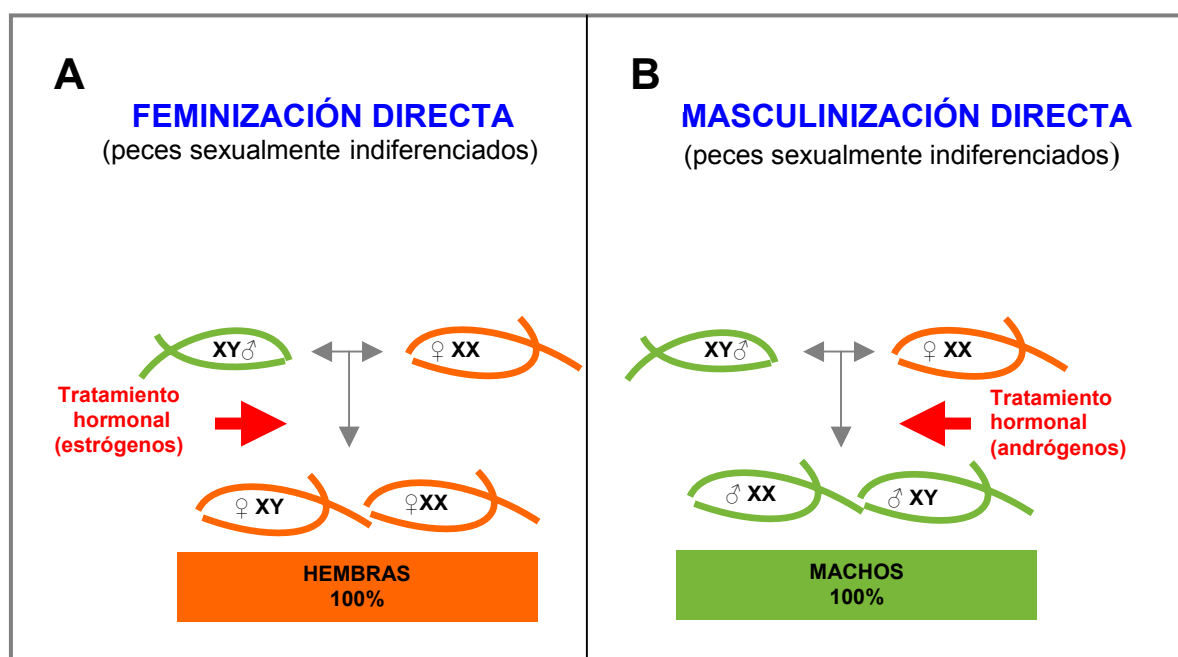 A
FEMINIZACIÓN DIRECTA
(peces sexualmente indiferenciados)
XY♂
♀ XX
Tratamiento
hormonal
(estrógenos)
♀ XY
♀XX
HEMBRAS
100%
B
MASCULINIZACIÓN DIRECTA
(peces sexualmente indiferenciados)
XY♂
♀ XX
Tratamiento
hormonal
(andrógenos)
♂ XX
♂ XY
MACHOS
100%